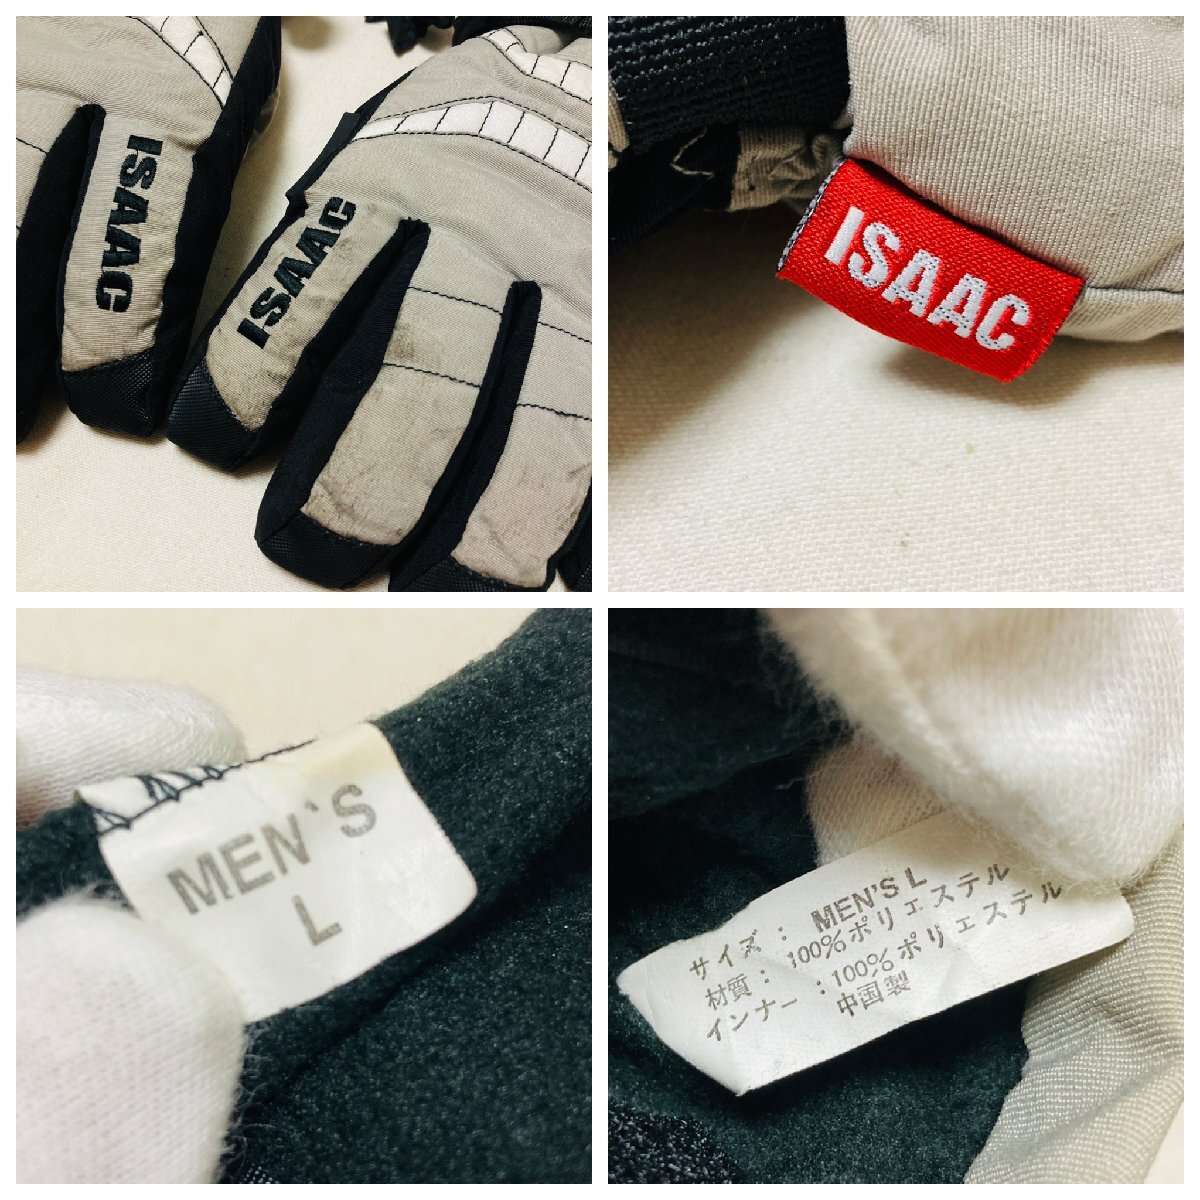 ISAAC
ISAAC
ISAAC
MEN'S
L
サイズ： MEN'S L
材質： 100%ポリエステル
インナー：100%ポリエステル
中国製